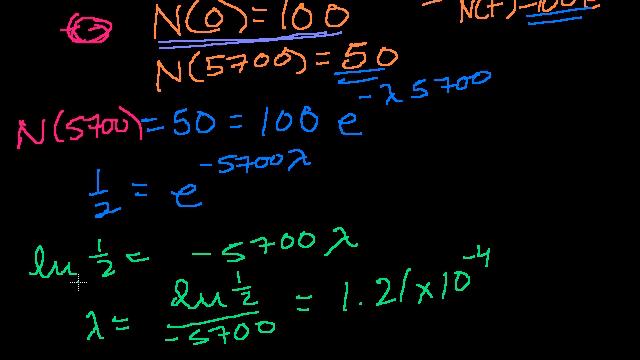 N(0) = 100
N(t) = 100e
N(5700) = 50
N(5700) = 50 = 100 e^{-λ5700}
1/2 = e^{-5700λ}
ln 1/2 = -5700λ
λ = ln 1/2 / -5700 = 1.21 × 10^{-4}